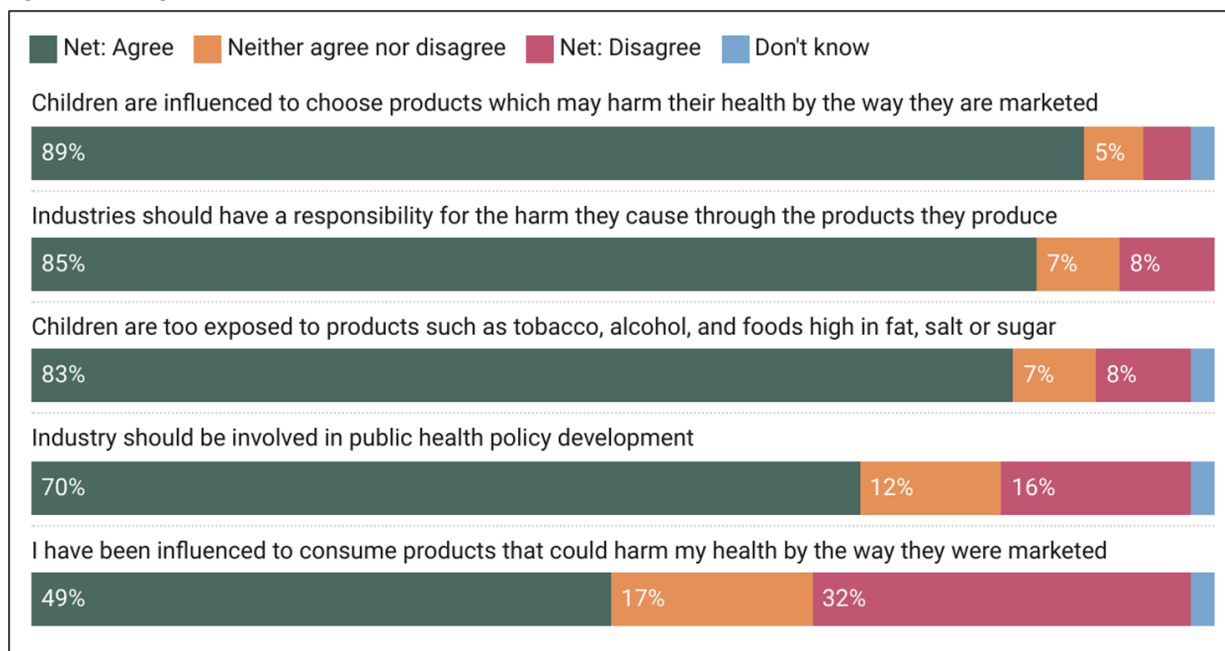 Net: Agree Neither agree nor disagree Net: Disagree Don't know
Children are influenced to choose products which may harm their health by the way they are marketed
89% 5%
Industries should have a responsibility for the harm they cause through the products they produce
85% 7% 8%
Children are too exposed to products such as tobacco, alcohol, and foods high in fat, salt or sugar
83% 7% 8%
Industry should be involved in public health policy development
70% 12% 16%
I have been influenced to consume products that could harm my health by the way they were marketed
49% 17% 32%